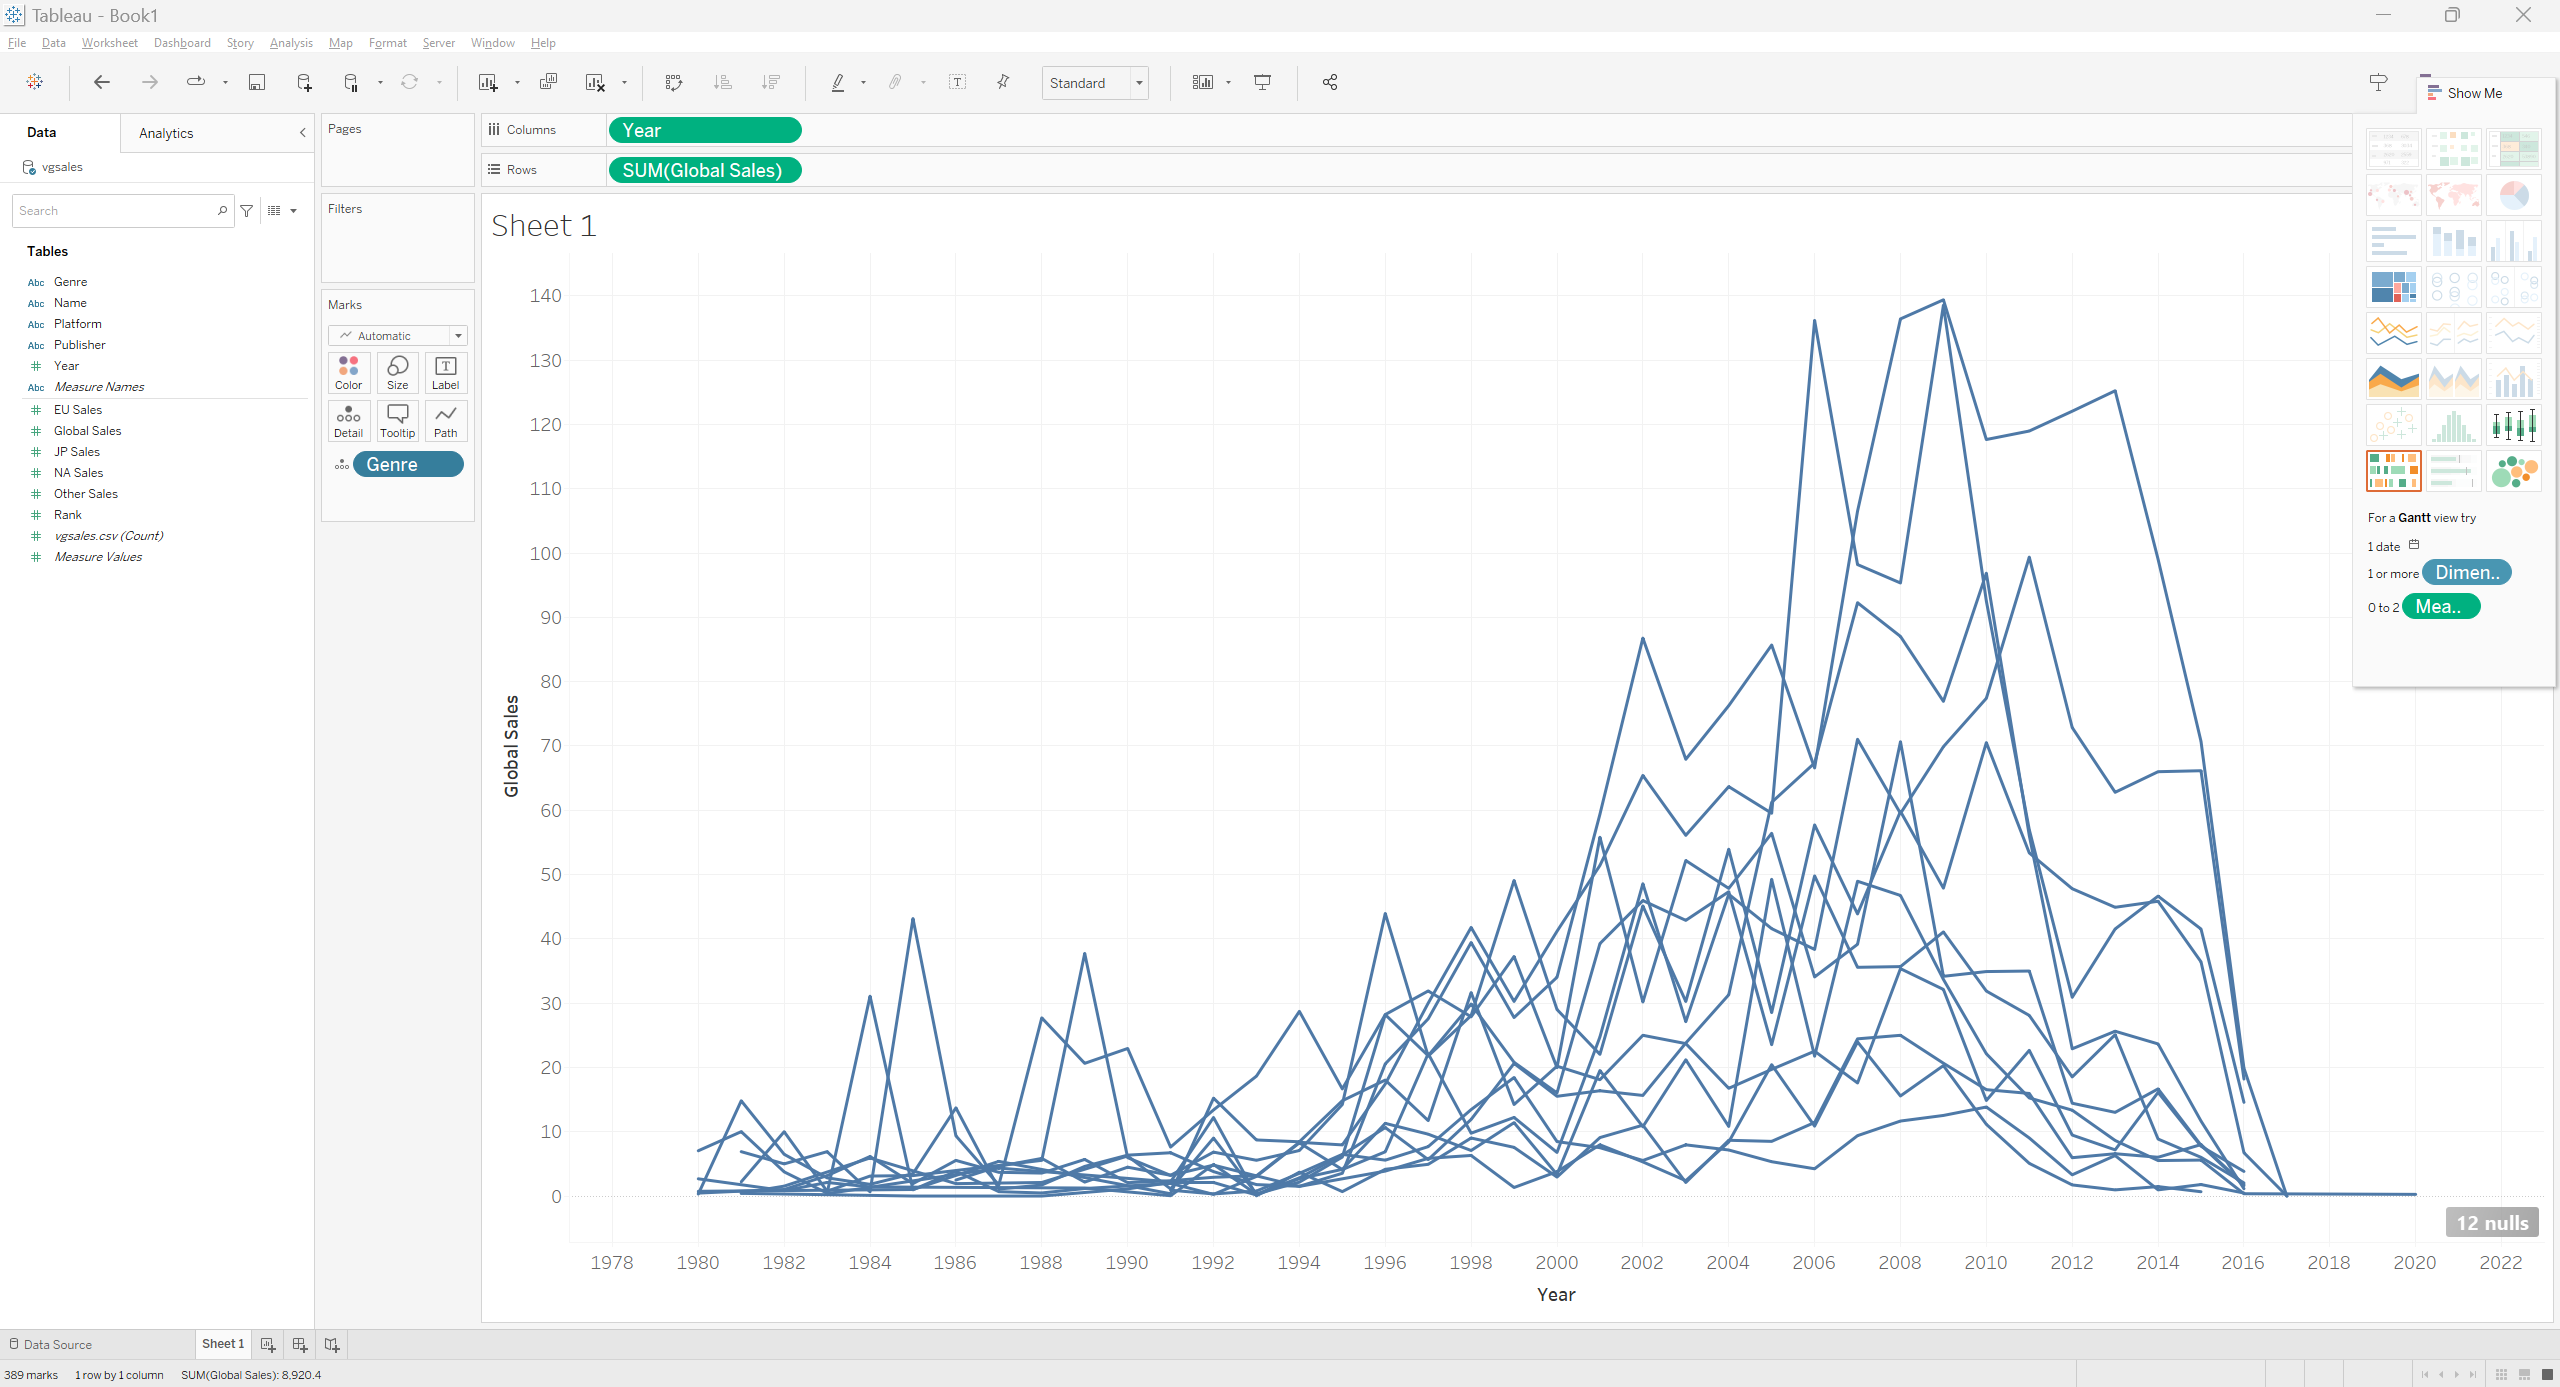 Tableau - Book1
File Data Worksheet Dashboard Story Analysis Map Format Server Window Help
Standard
Show Me
Data
Analytics
vgsales
Search
Tables
Abc Genre
Abc Name
Abc Platform
Abc Publisher
# Year
Abc Measure Names
# EU Sales
# Global Sales
# JP Sales
# NA Sales
# Other Sales
# Rank
# vgsales.csv (Count)
# Measure Values
Pages
Filters
Marks
Automatic
Color Size Label
Detail Tooltip Path
Genre
Columns
Year
Rows
SUM(Global Sales)
Sheet 1
140
130
120
110
100
90
80
70
60
50
40
30
20
10
0
Global Sales
1978 1980 1982 1984 1986 1988 1990 1992 1994 1996 1998 2000 2002 2004 2006 2008 2010 2012 2014 2016 2018 2020 2022
Year
12 nulls
For a Gantt view try
1 date
1 or more Dimen..
0 to 2 Mea..
Data Source
Sheet 1
389 marks 1 row by 1 column SUM(Global Sales): 8,920.4